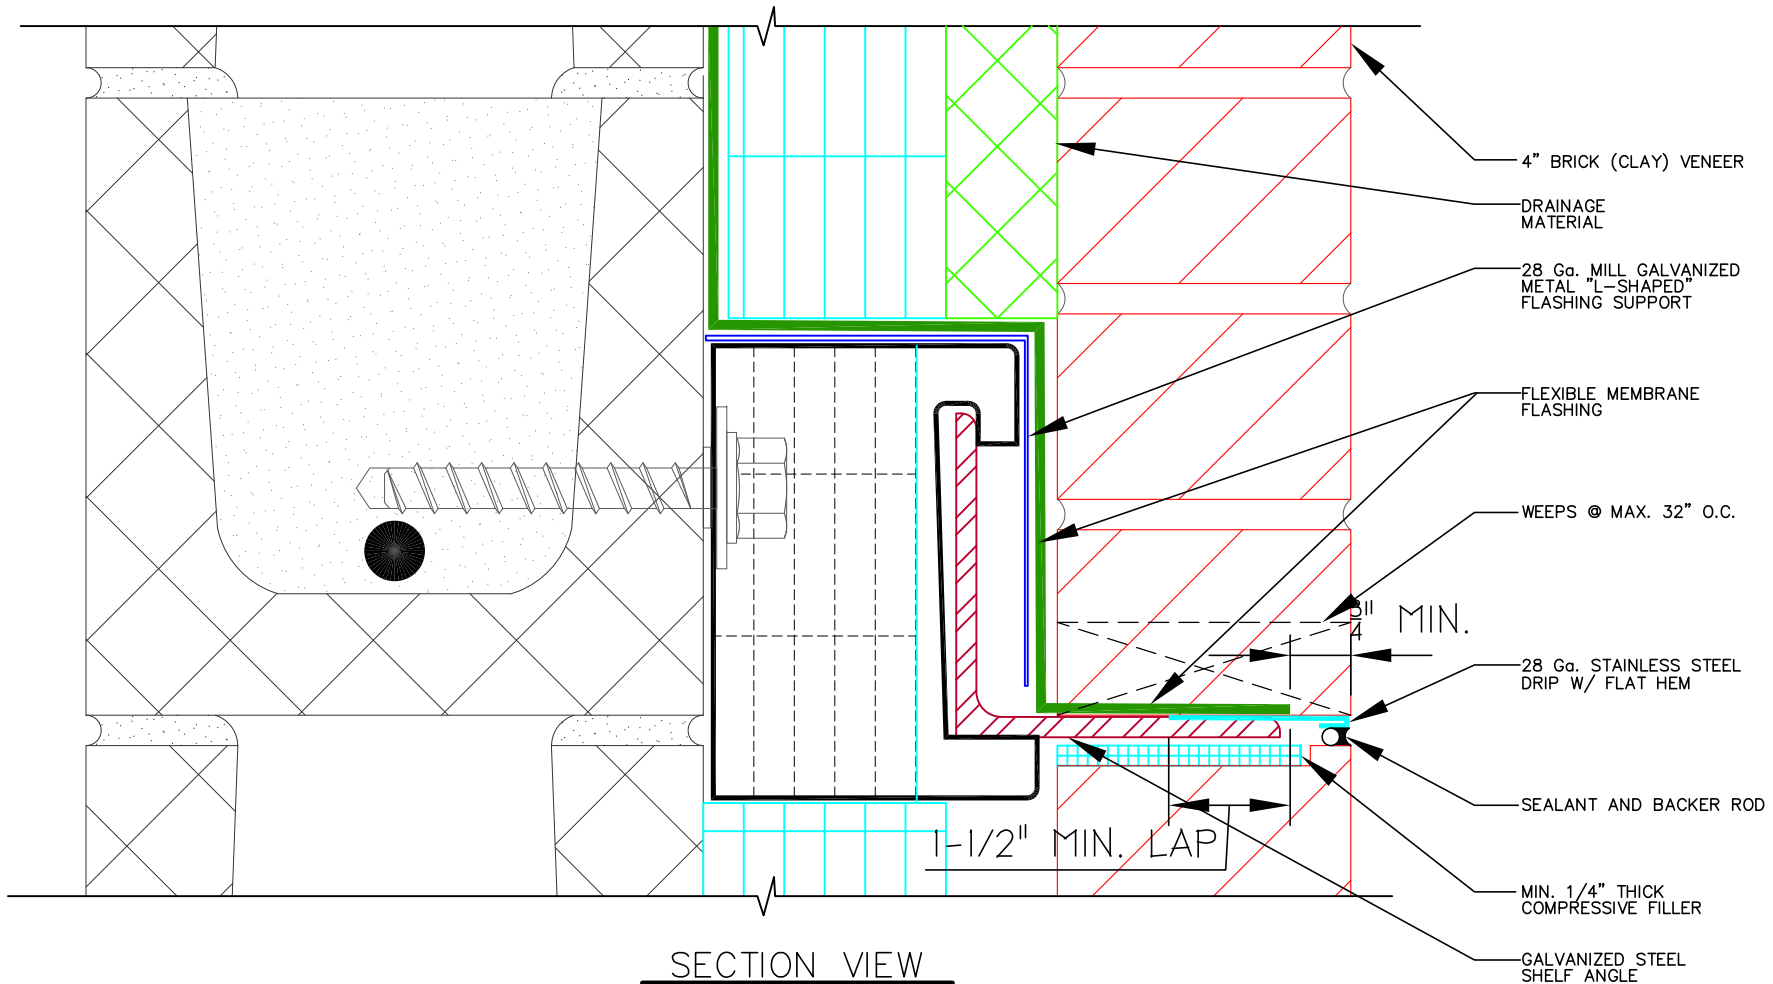 4" BRICK (CLAY) VENEER
DRAINAGE
MATERIAL
28 Ga. MILL GALVANIZED
METAL "L-SHAPED"
FLASHING SUPPORT
FLEXIBLE MEMBRANE
FLASHING
WEEPS @ MAX. 32" O.C.
3/4" MIN.
28 Ga. STAINLESS STEEL
DRIP W/ FLAT HEM
SEALANT AND BACKER ROD
1-1/2" MIN. LAP
MIN. 1/4" THICK
COMPRESSIVE FILLER
GALVANIZED STEEL
SHELF ANGLE
SECTION VIEW